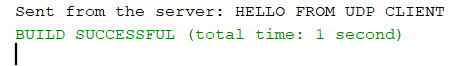 Sent from the server: HELLO FROM UDP CLIENT
BUILD SUCCESSFUL (total time: 1 second)